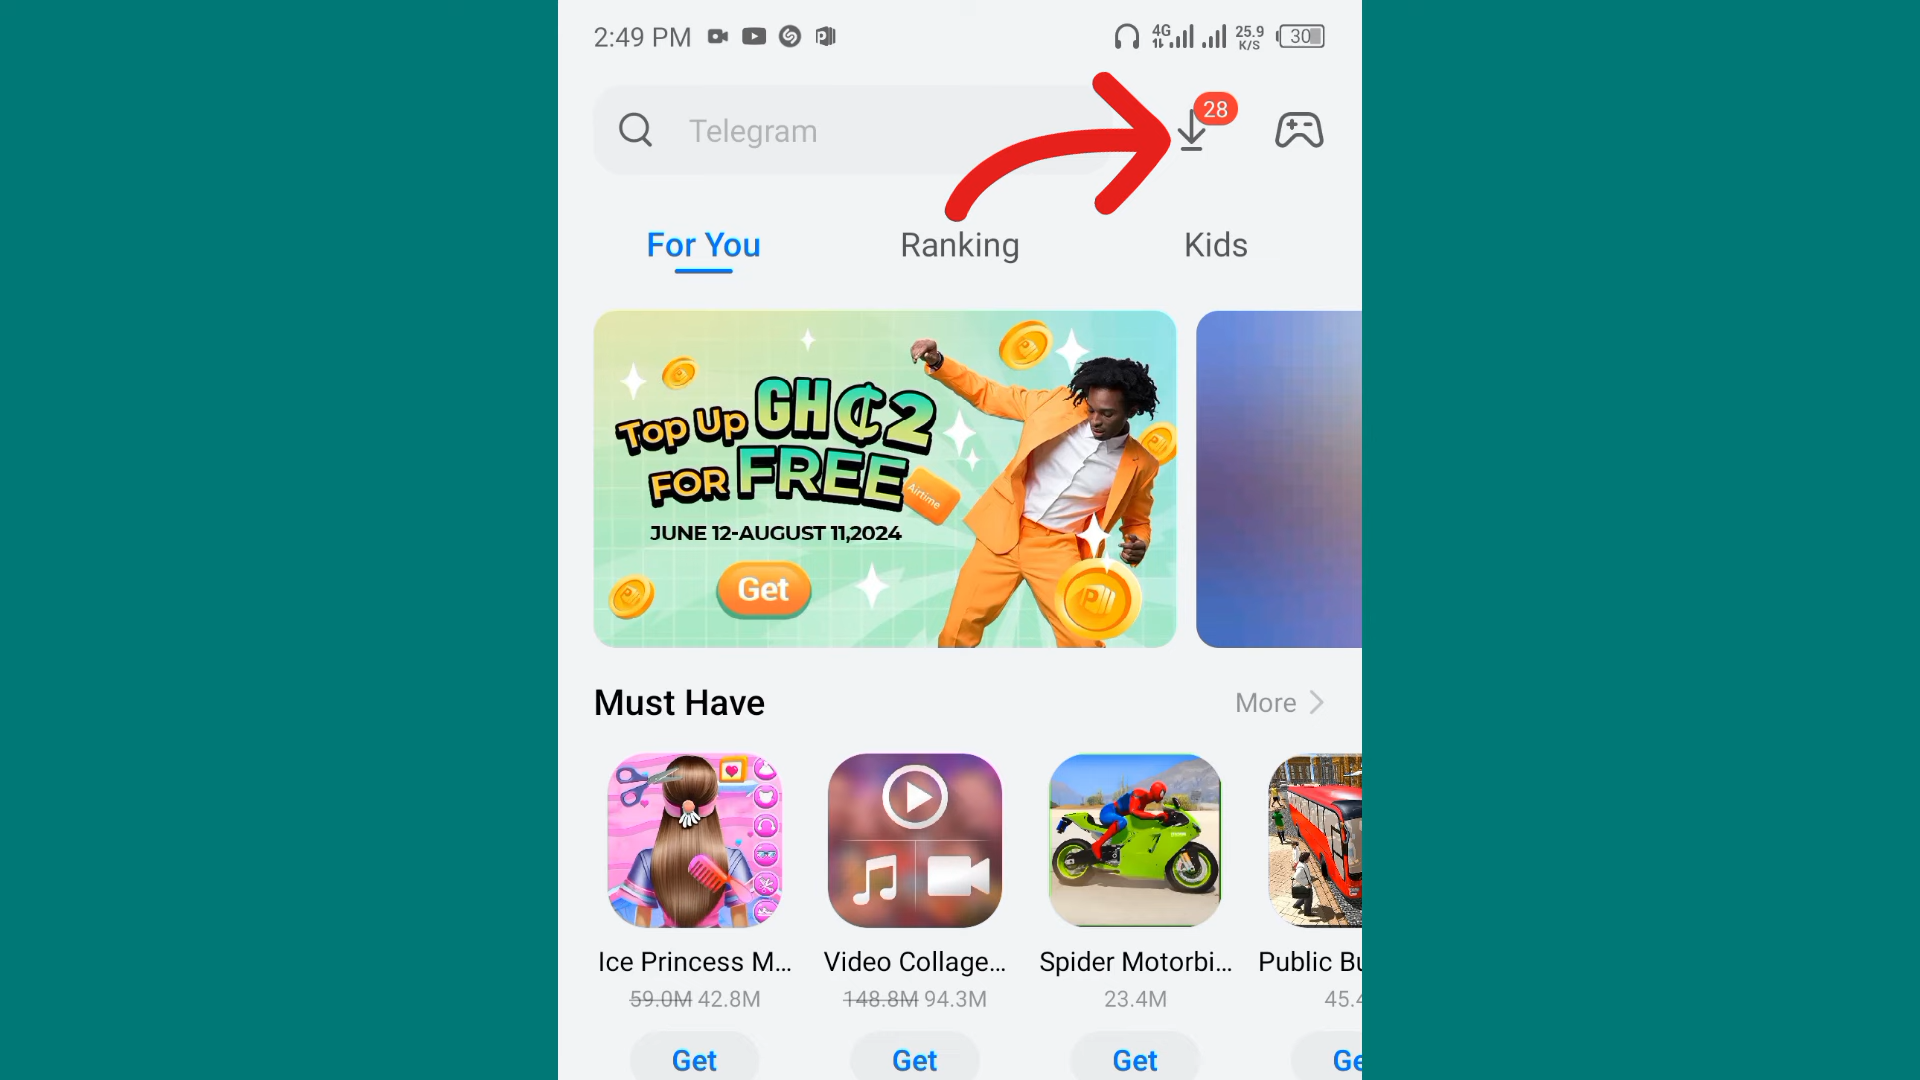 2:49 PM
4G
25.9
K/S
30
Telegram
28
For You
Ranking
Kids
Top Up GH₵2
FOR FREE
Airtime
JUNE 12-AUGUST 11,2024
Get
Must Have
More
Ice Princess M...
Video Collage...
Spider Motorbi...
Public Bu
59.0M 42.8M
148.8M 94.3M
23.4M
45.4
Get
Get
Get
Ge